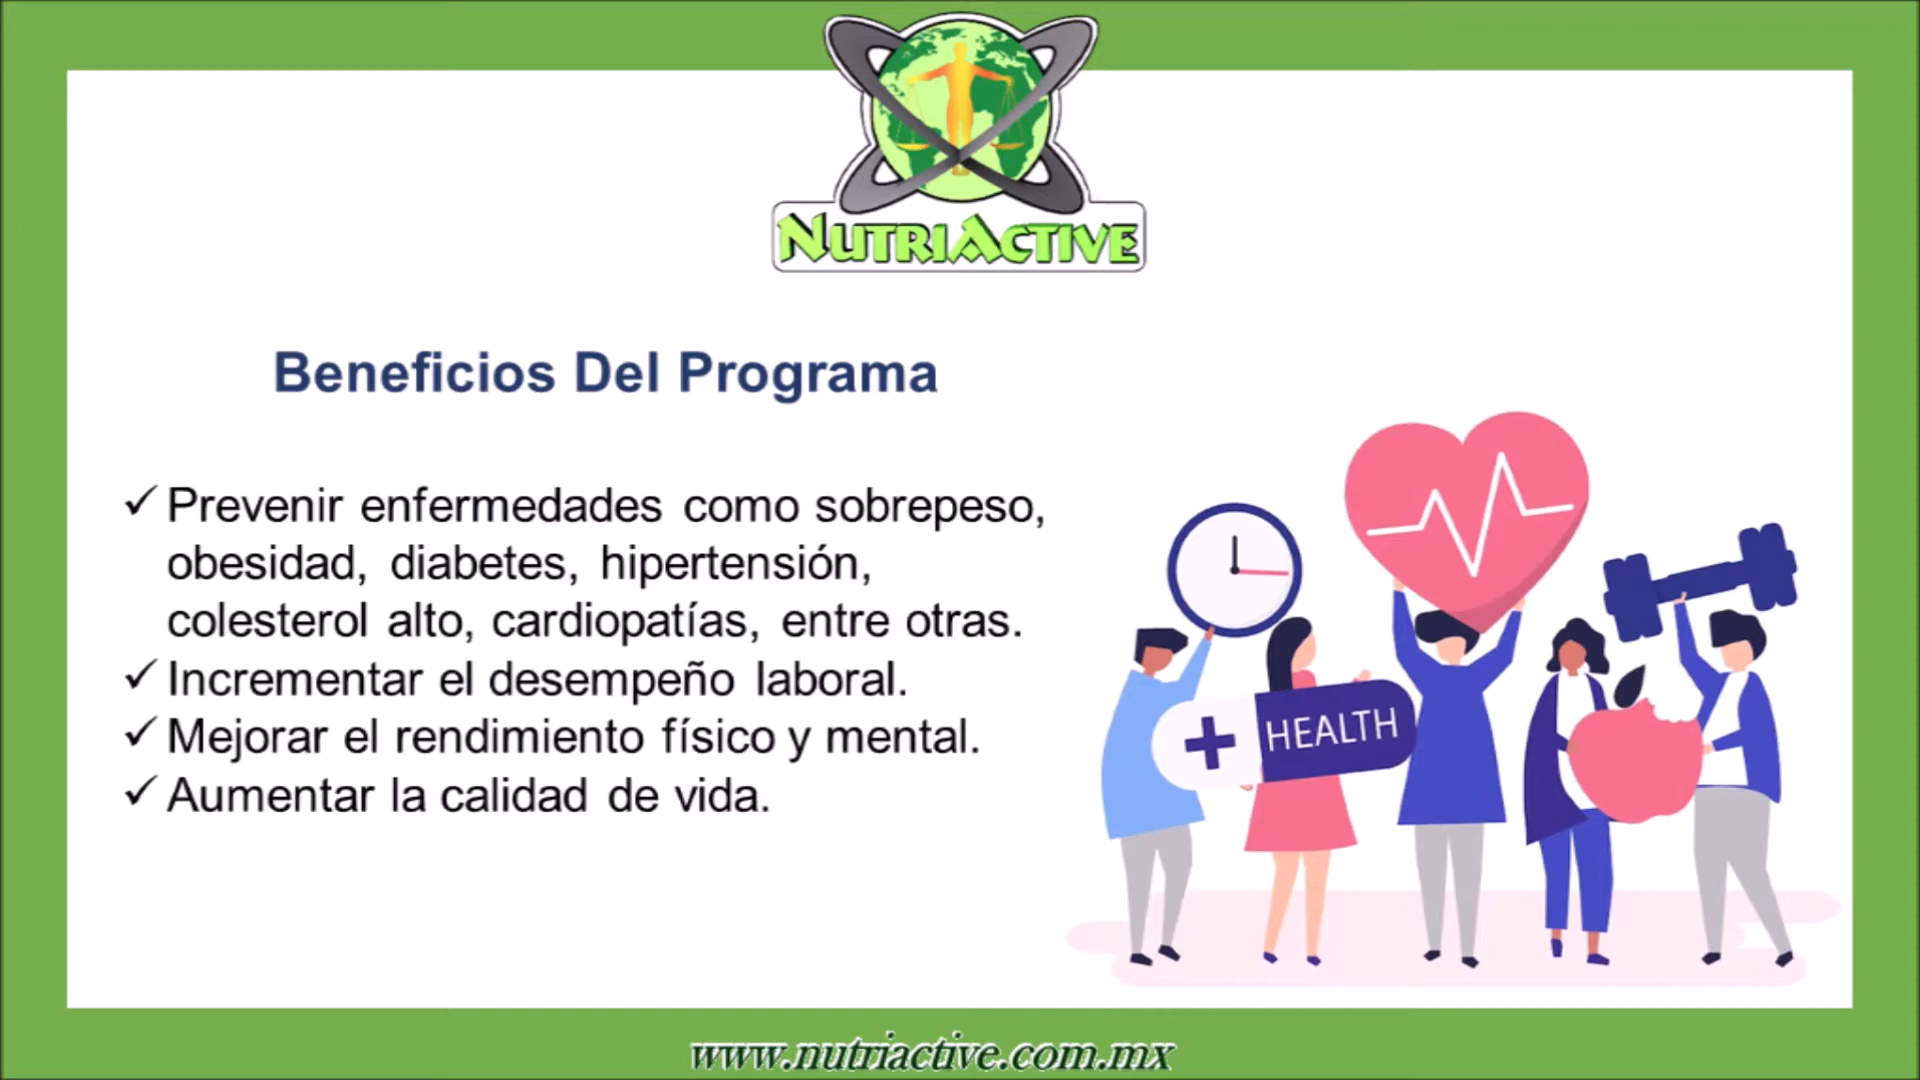 NUTRIACTIVE
Beneficios Del Programa
✓ Prevenir enfermedades como sobrepeso,
obesidad, diabetes, hipertensión,
colesterol alto, cardiopatías, entre otras.
✓ Incrementar el desempeño laboral.
✓ Mejorar el rendimiento físico y mental.
✓ Aumentar la calidad de vida.
HEALTH
www.nutriactive.com.mx